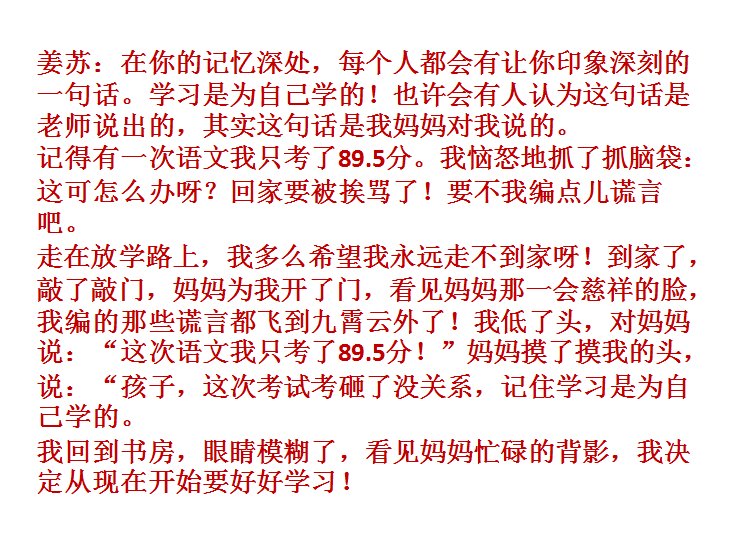 姜苏：在你的记忆深处，每个人都会有让你印象深刻的
一句话。学习是为自己学的！也许会有人认为这句话是
老师说出的，其实这句话是我妈妈对我说的。
记得有一次语文我只考了89.5分。我恼怒地抓了抓脑袋：
这可怎么办呀？回家要被挨骂了！要不我编点儿谎言
吧。
走在放学路上，我多么希望我永远走不到家呀！到家了，
敲了敲门，妈妈为我开了门，看见妈妈那一会慈祥的脸，
我编的那些谎言都飞到九霄云外了！我低了头，对妈妈
说：“这次语文我只考了89.5分！”妈妈摸了摸我的头，
说：“孩子，这次考试考砸了没关系，记住学习是为自
己学的。
我回到书房，眼睛模糊了，看见妈妈忙碌的背影，我决
定从现在开始要好好学习！